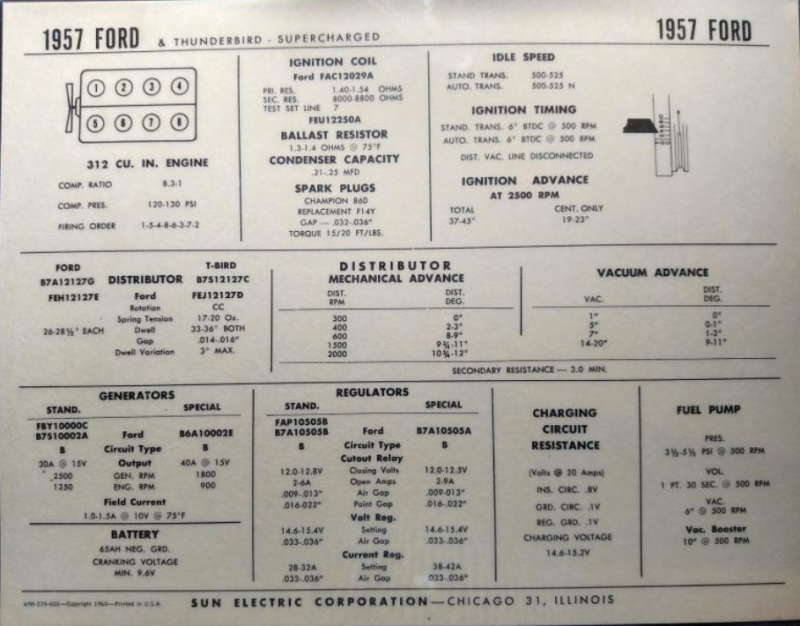 1957 FORD & THUNDERBIRD - SUPERCHARGED 1957 FORD
1 2 3 4
5 6 7 8
312 CU. IN. ENGINE
COMP. RATIO 8.3-1
COMP. PRES. 120-130 PSI
FIRING ORDER 1-5-4-8-6-3-7-2
IGNITION COIL
Ford FAC12029A
PRI. RES. 1.40-1.54 OHMS
SEC. RES. 8000-8800 OHMS
TEST SET LINE 7
FEU12250A
BALLAST RESISTOR
1.3-1.4 OHMS @ 75°F
CONDENSER CAPACITY
.21-.25 MFD
SPARK PLUGS
CHAMPION 860
REPLACEMENT F14Y
GAP — .032-.036"
TORQUE 15/20 FT/LBS.
IDLE SPEED
STAND TRANS. 500-525
AUTO. TRANS. 500-525 N
IGNITION TIMING
STAND. TRANS. 6° BTDC @ 500 RPM
AUTO. TRANS. 6° BTDC @ 500 RPM
DIST. VAC. LINE DISCONNECTED
IGNITION ADVANCE
AT 2500 RPM
TOTAL CENT. ONLY
37-45° 19-23°
FORD T-BIRD
B7A12127G DISTRIBUTOR B7S12127C
FEH12127E Ford FEJ12127D
Rotation CC
Spring Tension 17-20 Oz.
26-28½° EACH Dwell 33-36° BOTH
Gap .014-.016"
Dwell Variation 3° MAX.
DISTRIBUTOR
MECHANICAL ADVANCE
DIST. DIST.
RPM DEG.
300 0°
400 2-3°
600 8-9°
1500 9¾-11°
2000 10¾-12°
VACUUM ADVANCE
DIST.
VAC. DEG.
1" 0°
5" 0-1°
7" 1-3°
14-20" 9-11°
SECONDARY RESISTANCE — 3.0 MIN.
GENERATORS
STAND. SPECIAL
FBY10000C
B7S10002A Ford B6A10002E
B Circuit Type B
30A @ 15V Output 40A @ 15V
2500 GEN. RPM 1800
1250 ENG. RPM 900
Field Current
1.0-1.5A @ 10V @ 75°F
BATTERY
65AH NEG. GRD.
CRANKING VOLTAGE
MIN. 9.6V
REGULATORS
STAND. SPECIAL
FAP10505B
B7A10505B Ford B7A10505A
B Circuit Type B
Cutout Relay
12.0-12.8V Closing Volts 12.0-12.5V
2-6A Open Amps 2-9A
.009-.013" Air Gap .009-.013"
.016-.022" Point Gap .016-.022"
Volt Reg.
14.6-15.4V Setting 14.6-15.4V
.033-.036" Air Gap .033-.036"
Current Reg.
28-32A Setting 38-42A
.033-.036" Air Gap .033-.036"
CHARGING
CIRCUIT
RESISTANCE
(Volts @ 20 Amps)
INS. CIRC. .8V
GRD. CIRC. .1V
REG. GRD. .1V
CHARGING VOLTAGE
14.6-15.2V
FUEL PUMP
PRES.
3½-5½ PSI @ 500 RPM
VOL.
1 PT. 30 SEC. @ 500 RPM
VAC.
6" @ 500 RPM
Vac. Booster
10" @ 500 RPM
Copyright 1960—Printed in U.S.A.
SUN ELECTRIC CORPORATION — CHICAGO 31, ILLINOIS